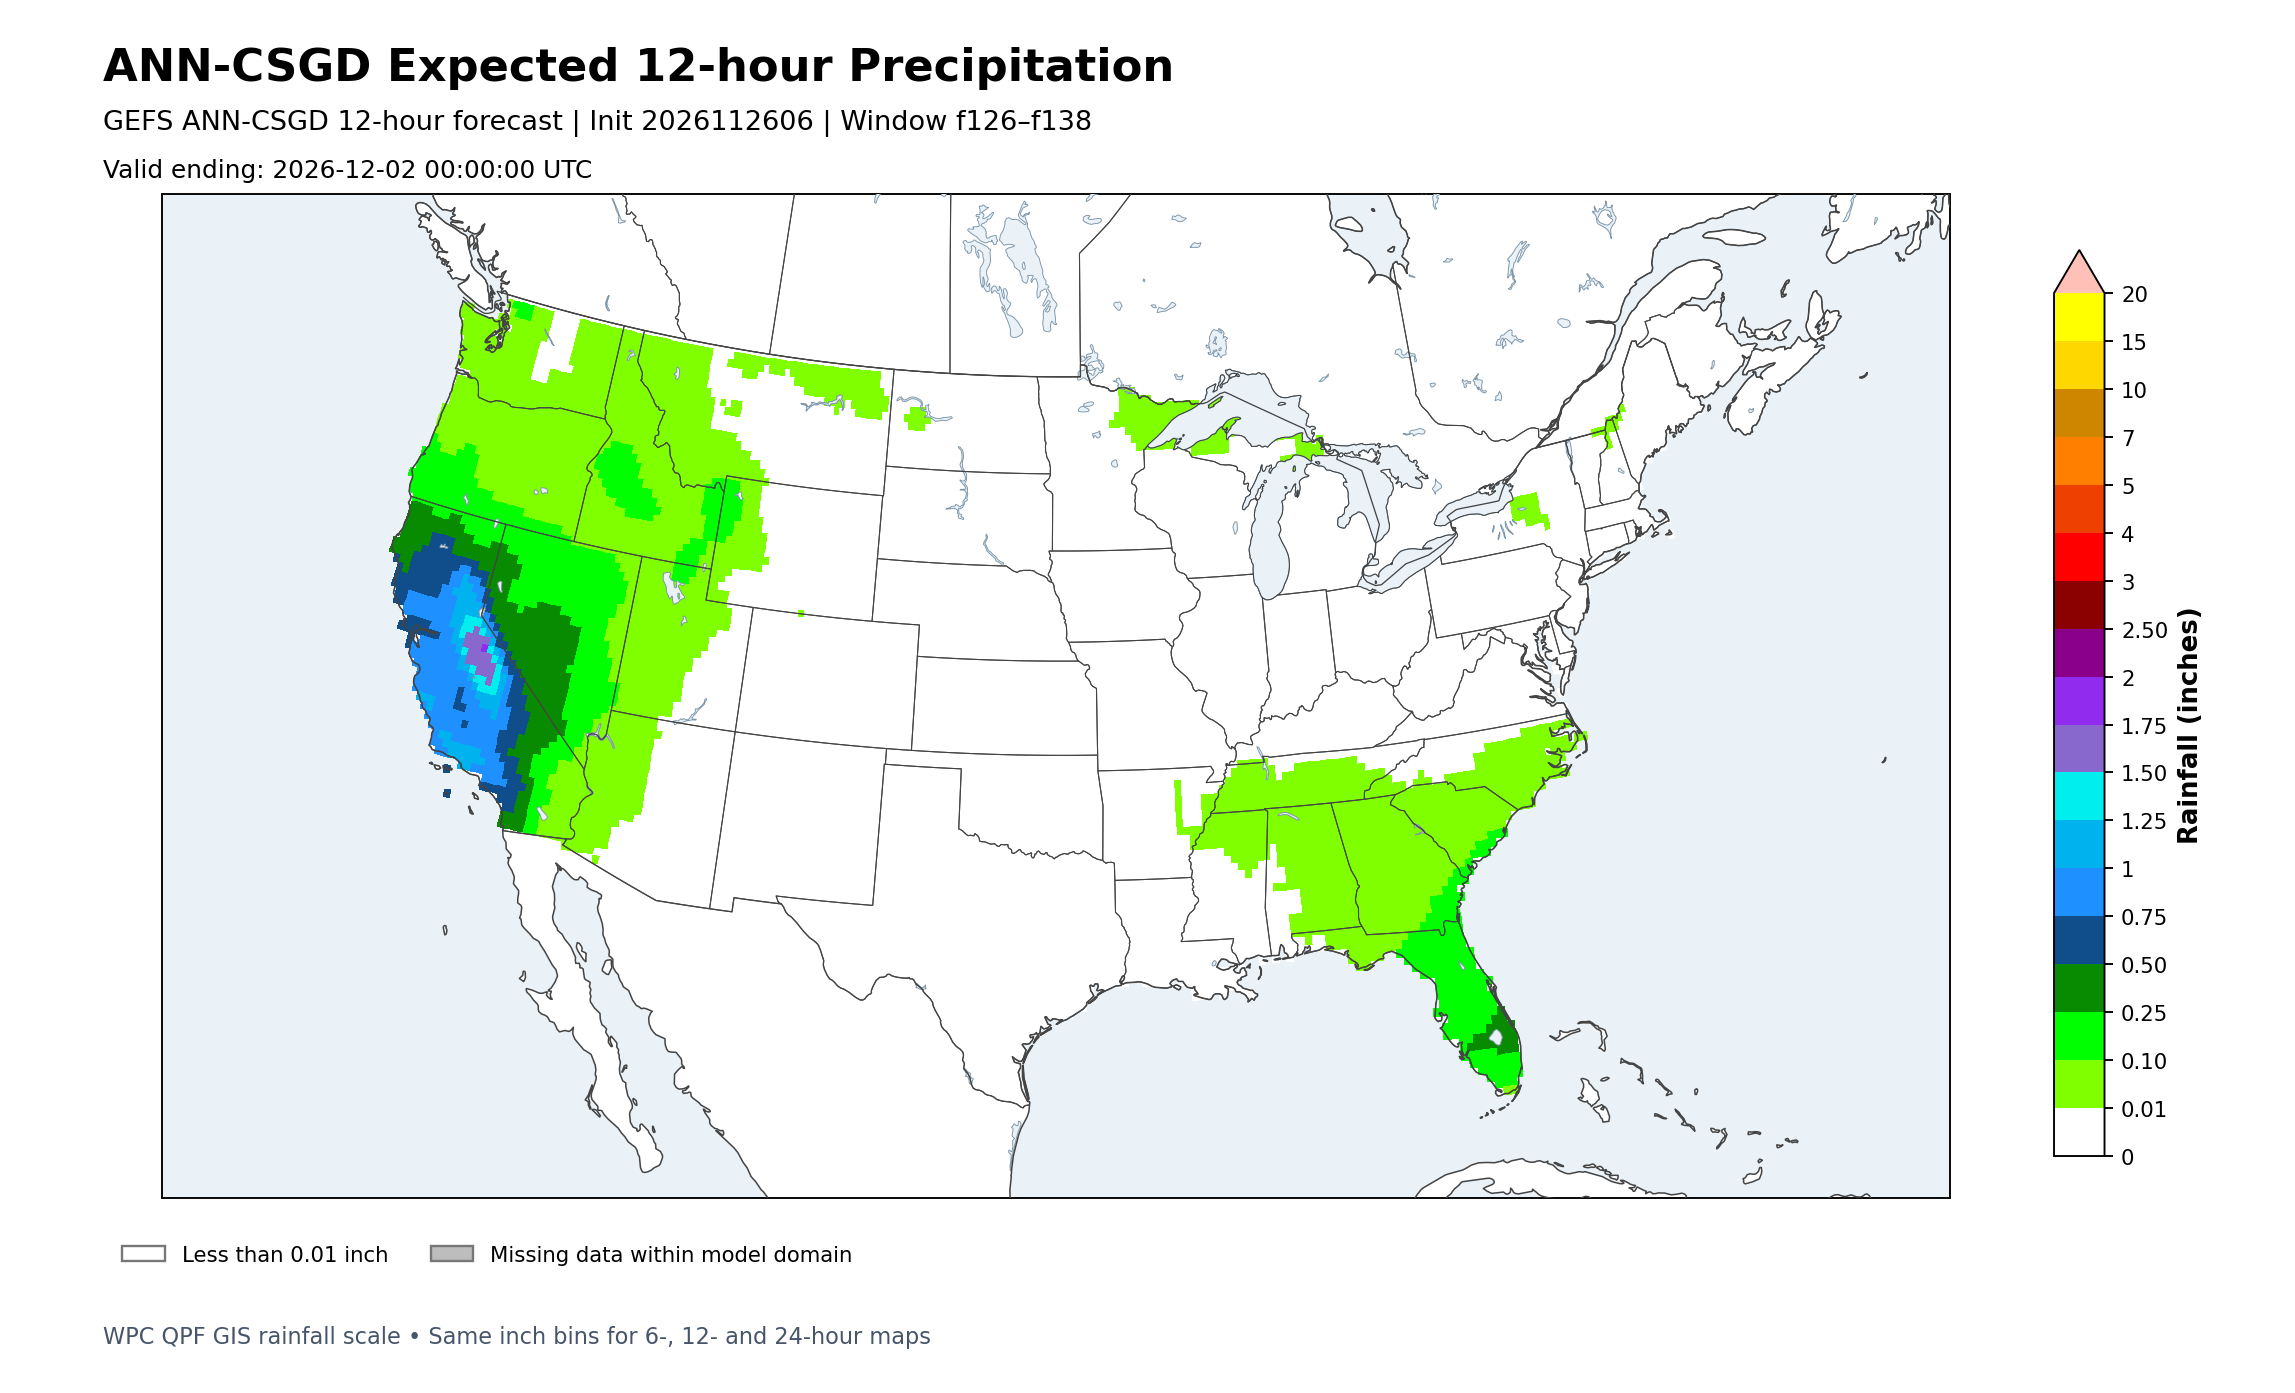 ANN-CSGD Expected 12-hour Precipitation
GEFS ANN-CSGD 12-hour forecast | Init 2026112606 | Window f126–f138
Valid ending: 2026-12-02 00:00:00 UTC
20
15
10
7
5
4
3
2.50
2
1.75
1.50
1.25
1
0.75
0.50
0.25
0.10
0.01
0
Rainfall (inches)
Less than 0.01 inch
Missing data within model domain
WPC QPF GIS rainfall scale • Same inch bins for 6-, 12- and 24-hour maps